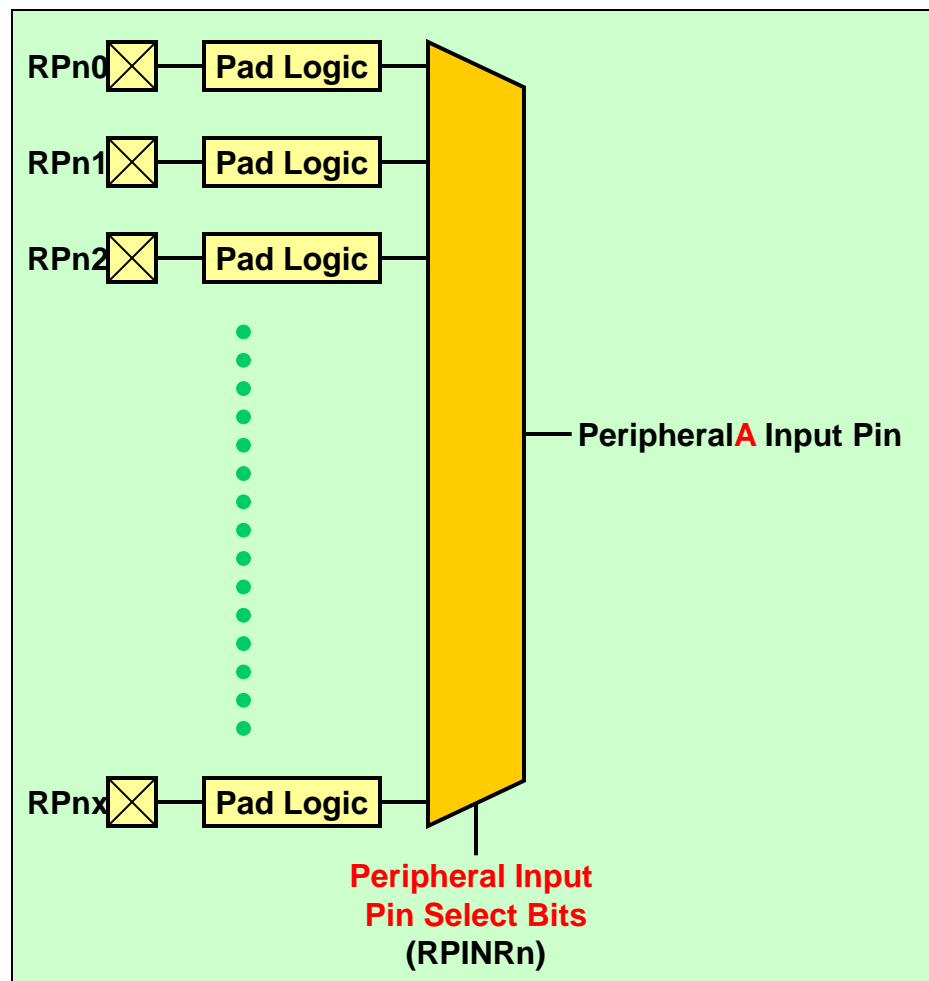 RPn0 Pad Logic
RPn1 Pad Logic
RPn2 Pad Logic
PeripheralA Input Pin
RPnx Pad Logic
Peripheral Input
Pin Select Bits
(RPINRn)